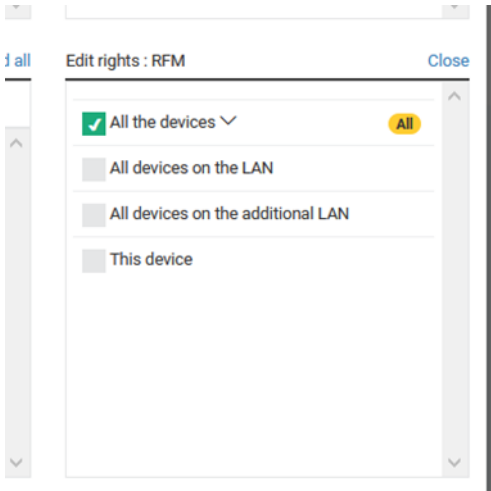 d all
Edit rights : RFM
Close
All the devices
All
All devices on the LAN
All devices on the additional LAN
This device